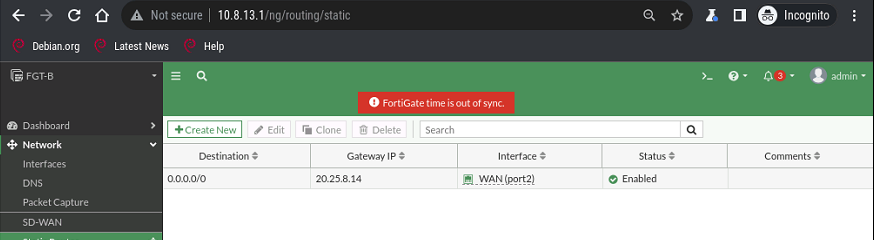 Not secure | 10.8.13.1/ng/routing/static
Incognito
Debian.org
Latest News
Help
FGT-B
3
admin
FortiGate time is out of sync.
Dashboard
Network
Interfaces
DNS
Packet Capture
SD-WAN
+Create New
Edit
Clone
Delete
Search
Destination Gateway IP Interface Status Comments
0.0.0.0/0 20.25.8.14 WAN (port2) Enabled